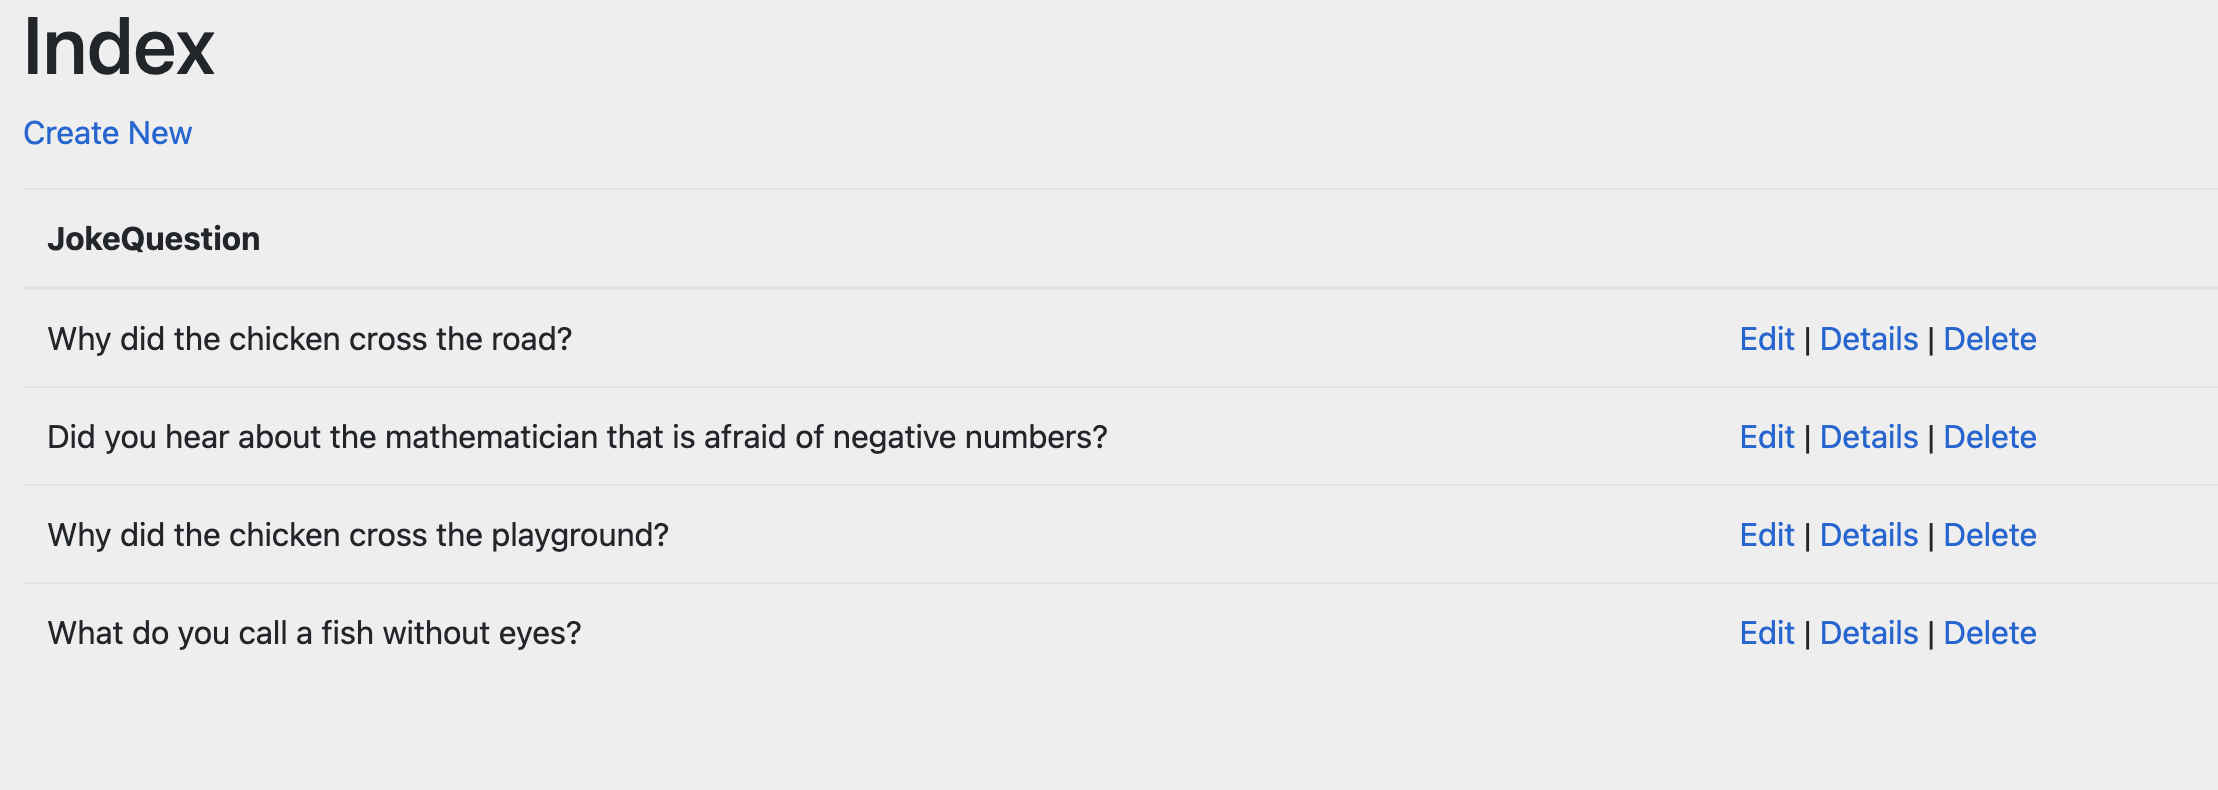 Index
Create New
JokeQuestion
Why did the chicken cross the road? Edit | Details | Delete
Did you hear about the mathematician that is afraid of negative numbers? Edit | Details | Delete
Why did the chicken cross the playground? Edit | Details | Delete
What do you call a fish without eyes? Edit | Details | Delete